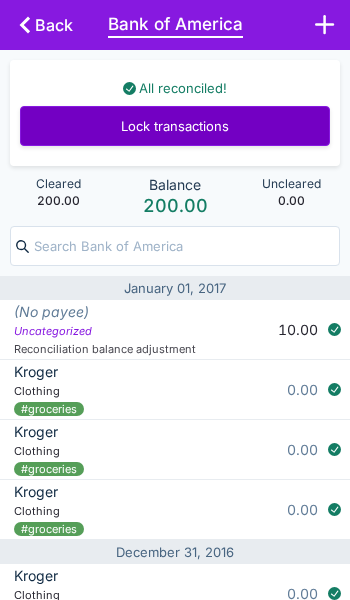 Back
Bank of America
All reconciled!
Lock transactions
Cleared
200.00
Balance
200.00
Uncleared
0.00
Search Bank of America
January 01, 2017
(No payee)
Uncategorized
Reconciliation balance adjustment
10.00
Kroger
Clothing
#groceries
0.00
Kroger
Clothing
#groceries
0.00
Kroger
Clothing
#groceries
0.00
December 31, 2016
Kroger
Clothing
0.00